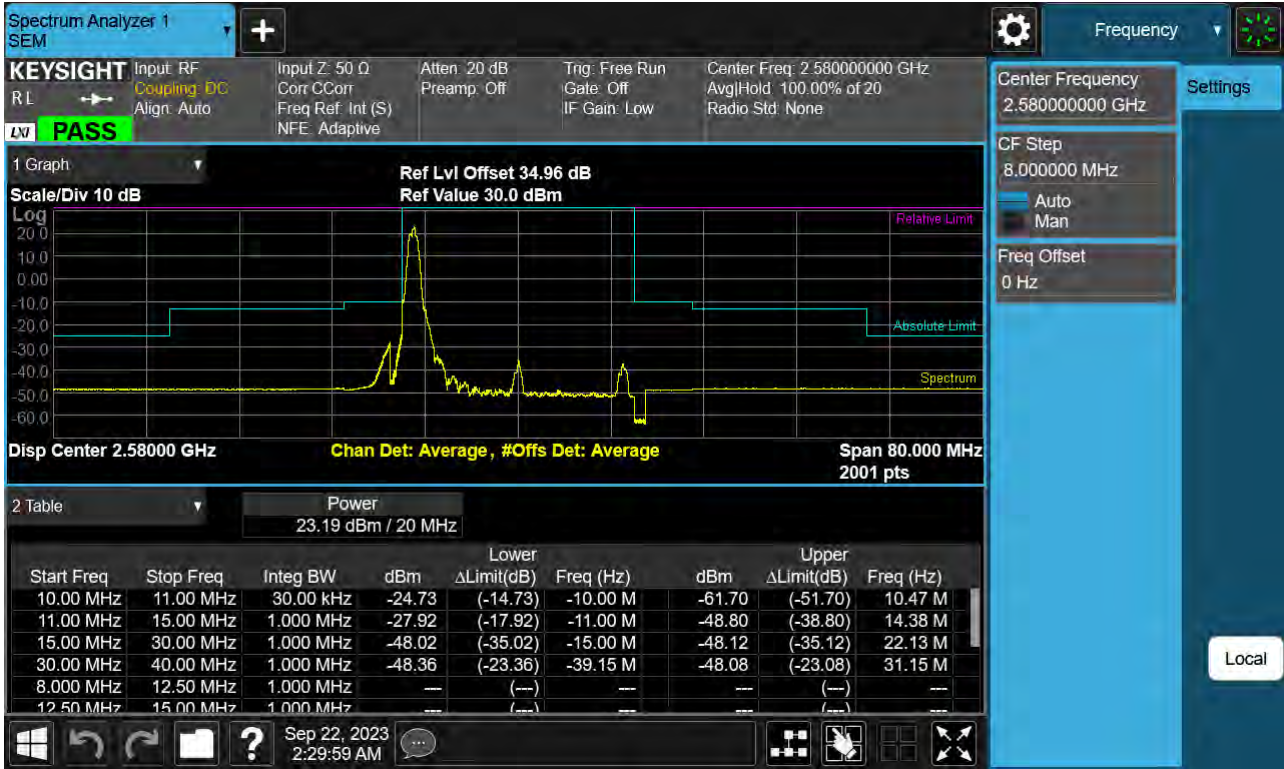 Spectrum Analyzer 1
SEM
Frequency
KEYSIGHT
RL
LXI
PASS
Input: RF
Coupling: DC
Align: Auto
Input Z: 50 Ω
Corr CCorr
Freq Ref: Int (S)
NFE: Adaptive
Atten: 20 dB
Preamp: Off
Trig: Free Run
Gate: Off
IF Gain: Low
Center Freq: 2.580000000 GHz
Avg|Hold: 100.00% of 20
Radio Std: None
Center Frequency
2.580000000 GHz
Settings
CF Step
8.000000 MHz
Auto
Man
Freq Offset
0 Hz
Local
1 Graph
Scale/Div 10 dB
Ref Lvl Offset 34.96 dB
Ref Value 30.0 dBm
Log
20.0
10.0
0.00
-10.0
-20.0
-30.0
-40.0
-50.0
-60.0
Relative Limit
Absolute Limit
Spectrum
Disp Center 2.58000 GHz
Chan Det: Average, #Offs Det: Average
Span 80.000 MHz
2001 pts
2 Table
Power
23.19 dBm / 20 MHz
Lower Upper
Start Freq Stop Freq Integ BW dBm ΔLimit(dB) Freq (Hz) dBm ΔLimit(dB) Freq (Hz)
10.00 MHz 11.00 MHz 30.00 kHz -24.73 (-14.73) -10.00 M -61.70 (-51.70) 10.47 M
11.00 MHz 15.00 MHz 1.000 MHz -27.92 (-17.92) -11.00 M -48.80 (-38.80) 14.38 M
15.00 MHz 30.00 MHz 1.000 MHz -48.02 (-35.02) -15.00 M -48.12 (-35.12) 22.13 M
30.00 MHz 40.00 MHz 1.000 MHz -48.36 (-23.36) -39.15 M -48.08 (-23.08) 31.15 M
8.000 MHz 12.50 MHz 1.000 MHz --- (---) --- --- (---) ---
12.50 MHz 15.00 MHz 1.000 MHz --- (---) --- --- (---) ---
?
Sep 22, 2023
2:29:59 AM